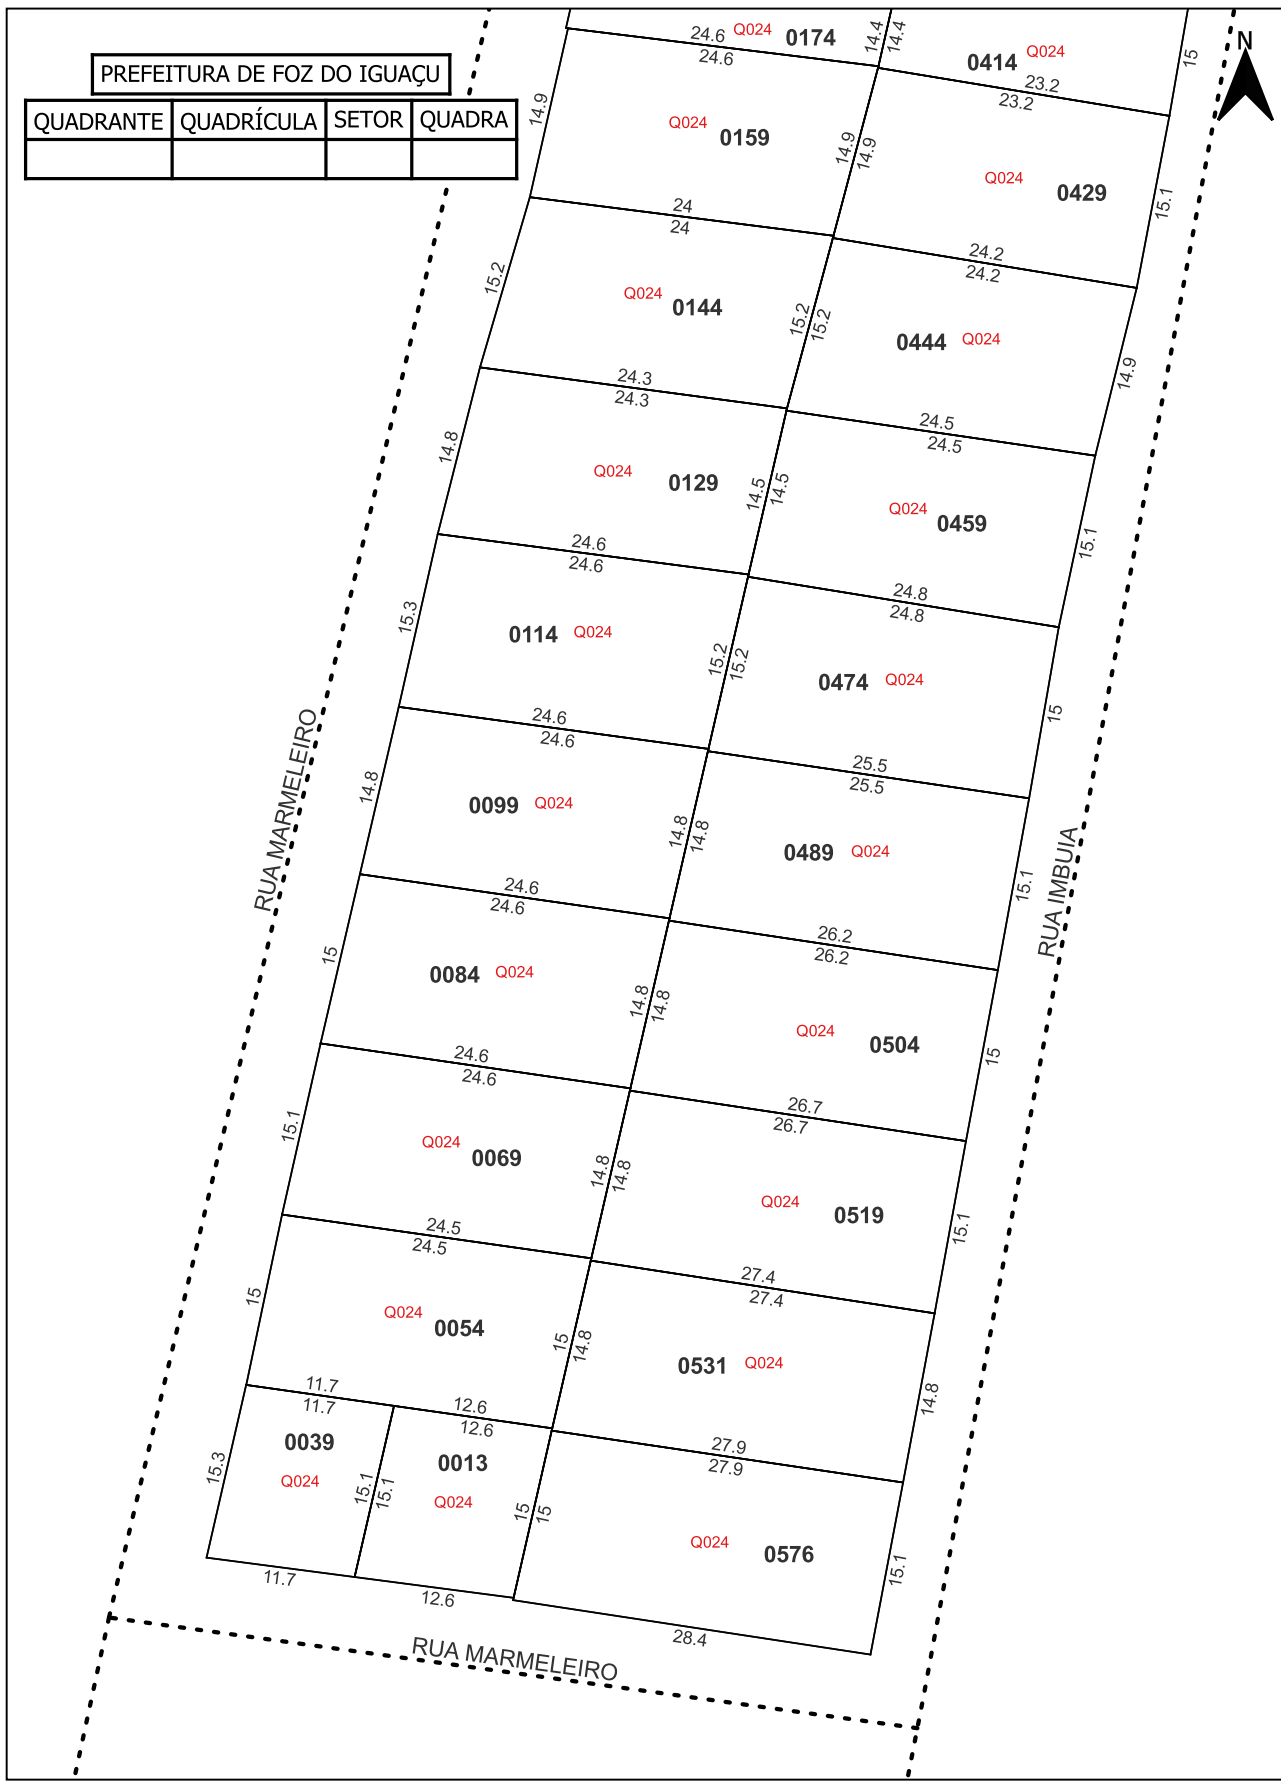 PREFEITURA DE FOZ DO IGUAÇU
QUADRANTE QUADRÍCULA SETOR QUADRA
N
24.6 Q024 0174 14.4 14.4
24.6
0414 Q024 15
23.2
23.2
14.9 Q024 0159 14.9 14.9
Q024 0429 15.1
24
24
24.2
24.2
15.2 Q024 0144 15.2 15.2
0444 Q024 14.9
24.3
24.3
24.5
24.5
14.8 Q024 0129 14.5 14.5
Q024 0459 15.1
24.6
24.6
24.8
24.8
15.3 0114 Q024 15.2 15.2
0474 Q024 15
24.6
24.6
25.5
25.5
RUA MARMELEIRO
14.8 0099 Q024 14.8 14.8
0489 Q024 15.1
RUA IMBUIA
24.6
24.6
26.2
26.2
15 0084 Q024 14.8 14.8
Q024 0504 15
24.6
24.6
26.7
26.7
15.1 Q024 0069 14.8 14.8
Q024 0519 15.1
24.5
24.5
27.4
27.4
15 Q024 0054 15 14.8
0531 Q024 14.8
11.7
11.7
12.6
12.6
27.9
27.9
0039
Q024
15.3 15.1 15.1
0013
Q024
15 15
Q024 0576 15.1
11.7
12.6
28.4
RUA MARMELEIRO